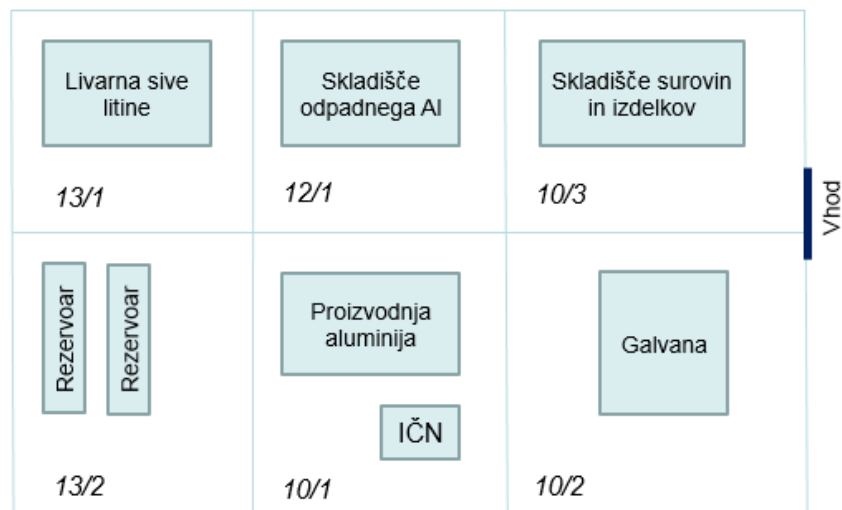 Livarna sive
litine
Skladišče
odpadnega Al
Skladišče surovin
in izdelkov
13/1
12/1
10/3
Vhod
Rezervoar
Rezervoar
Proizvodnja
aluminija
Galvana
IČN
13/2
10/1
10/2